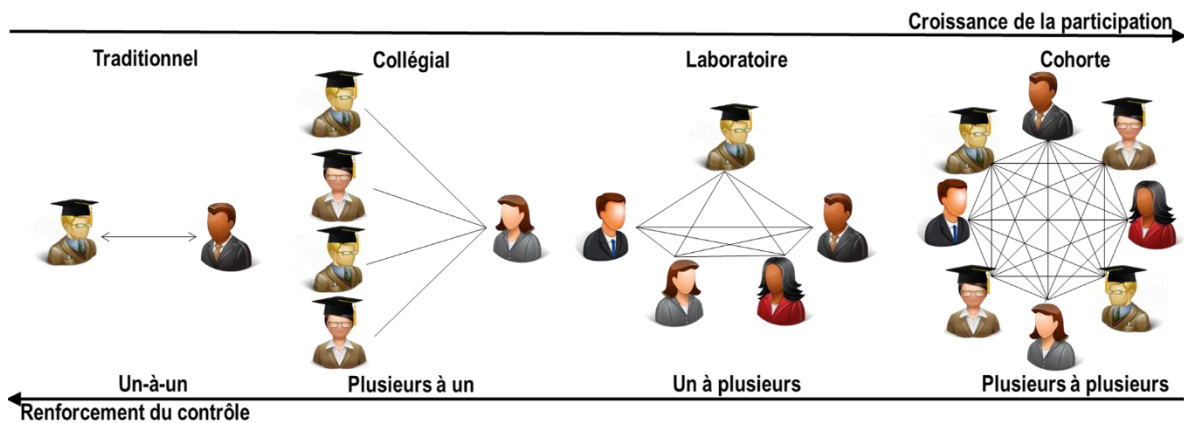 Croissance de la participation
Traditionnel
Collégial
Laboratoire
Cohorte
Un-à-un
Plusieurs à un
Un à plusieurs
Plusieurs à plusieurs
Renforcement du contrôle